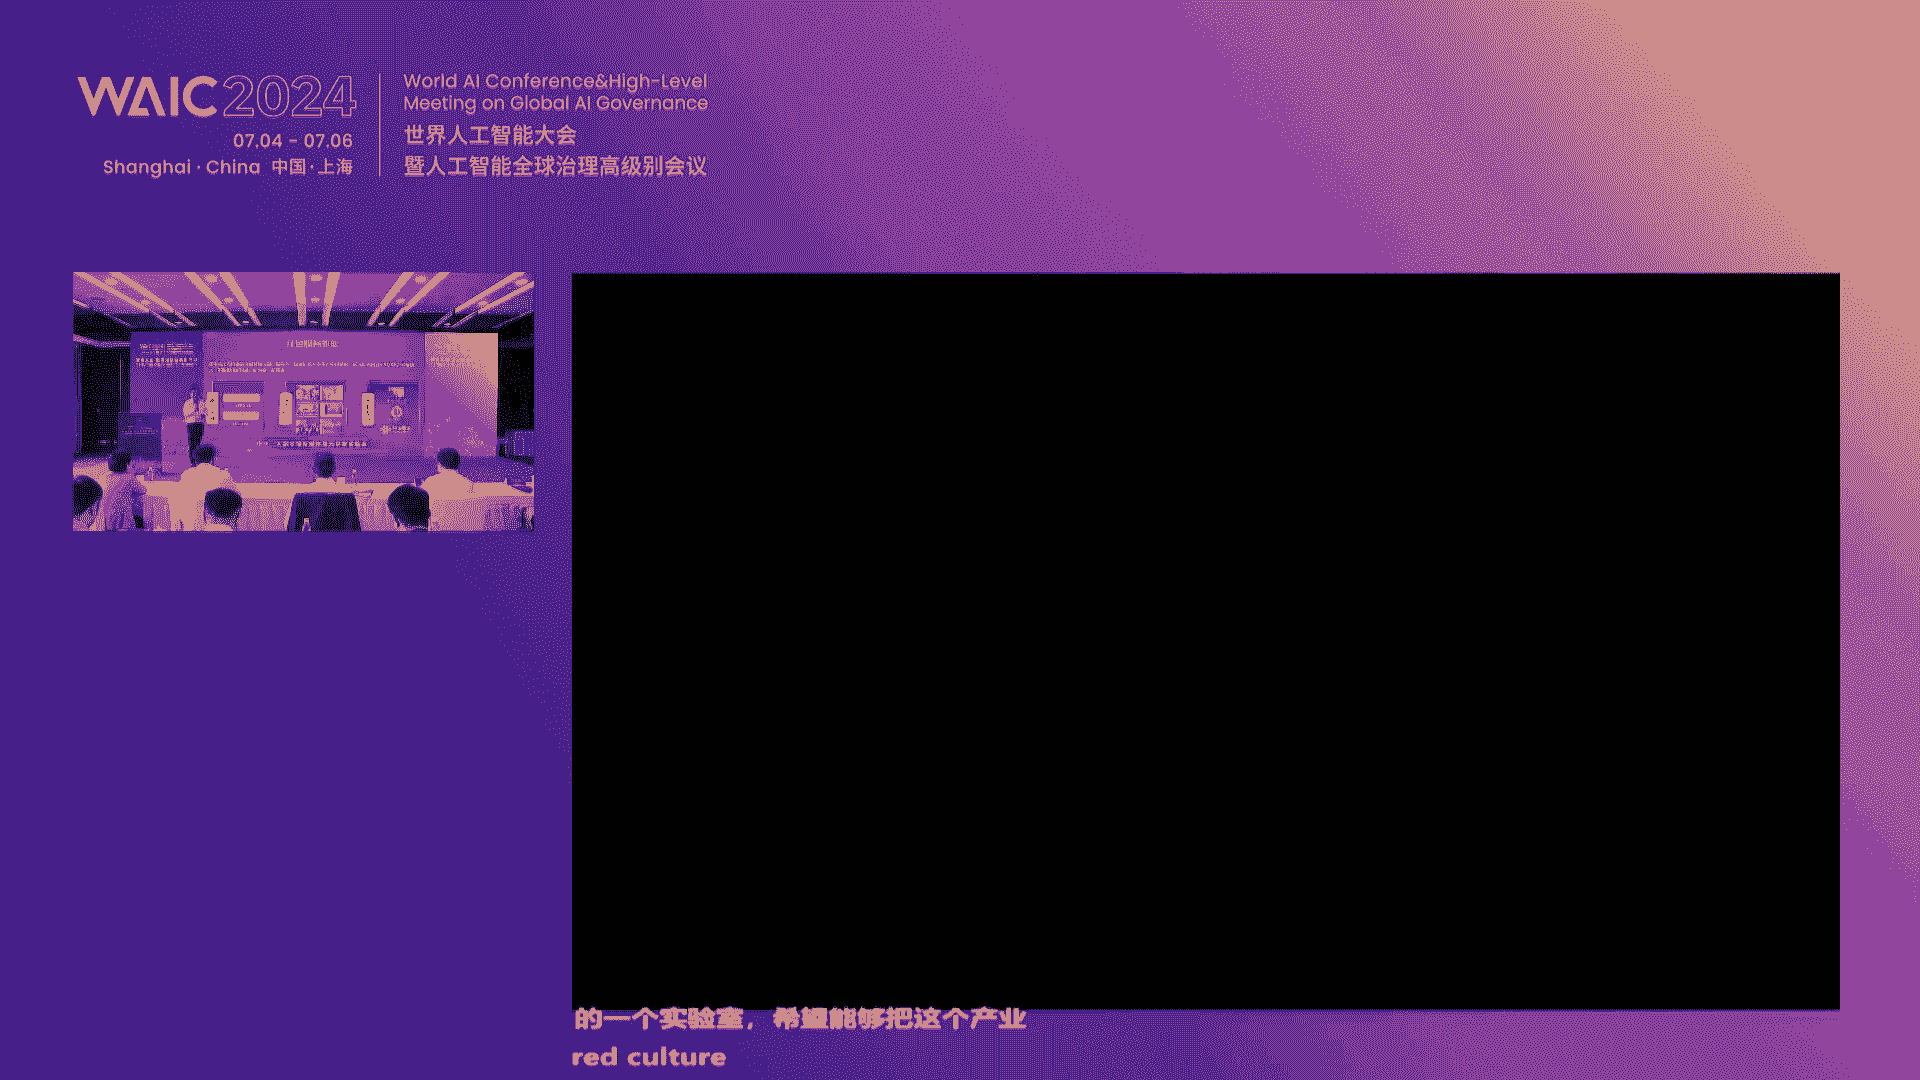 WAIC 2024
07.04 - 07.06
Shanghai · China 中国·上海
World AI Conference&High-Level
Meeting on Global AI Governance
世界人工智能大会
暨人工智能全球治理高级别会议
的一个实验室，希望能够把这个产业
red culture